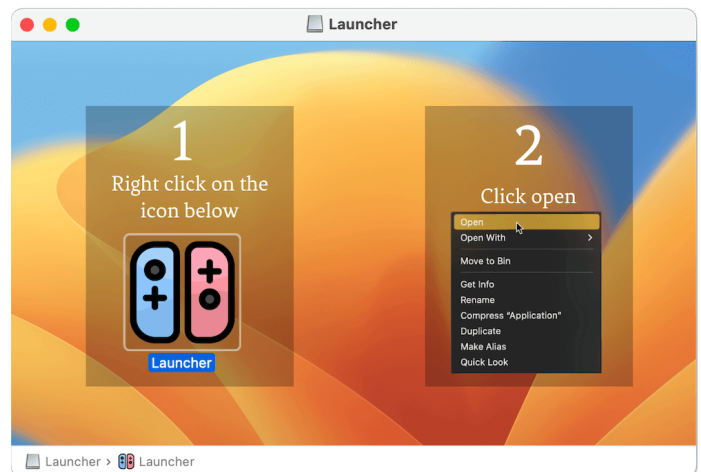 Launcher
1
Right click on the
icon below
Launcher
2
Click open
Open
Open With
Move to Bin
Get Info
Rename
Compress “Application”
Duplicate
Make Alias
Quick Look
Launcher › Launcher